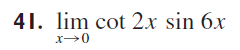 41. lim cot 2x sin 6x
x→0